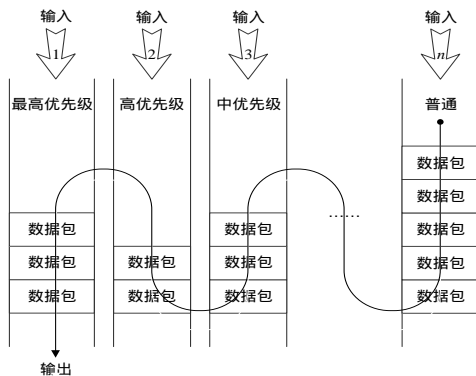 输入 输入 输入 输入
1 2 3 n
最高优先级 高优先级 中优先级 普通
数据包
数据包
数据包 数据包 ...... 数据包
数据包 数据包 数据包 数据包
数据包 数据包 数据包 数据包
输出